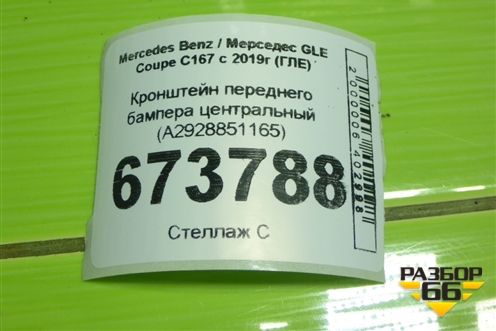 Mercedes Benz / Мерседес GLE
Coupe C167 с 2019г (ГЛЕ)
Кронштейн переднего
бампера центральный
(A2928851165)
673788
Стеллаж С
2000006402998
РАЗБОР
66